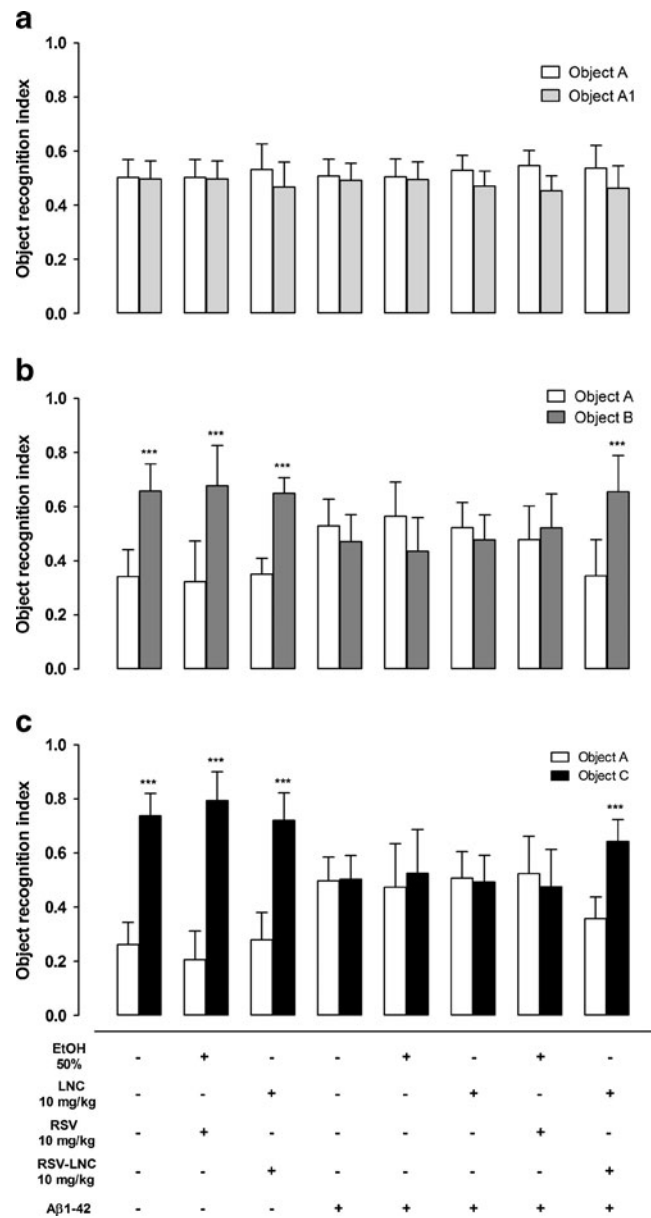 a
Object recognition index
1.0
0.8
0.6
0.4
0.2
0.0
Object A
Object A1
b
Object recognition index
1.0
0.8
0.6
0.4
0.2
0.0
Object A
Object B
*** *** *** ***
c
Object recognition index
1.0
0.8
0.6
0.4
0.2
0.0
Object A
Object C
*** *** *** ***
EtOH
50% - + - - + - + -
LNC
10 mg/kg - - + - - + - +
RSV
10 mg/kg - + - - - - + -
RSV-LNC
10 mg/kg - - + - - - - +
Aβ1-42 - - - + + + + +